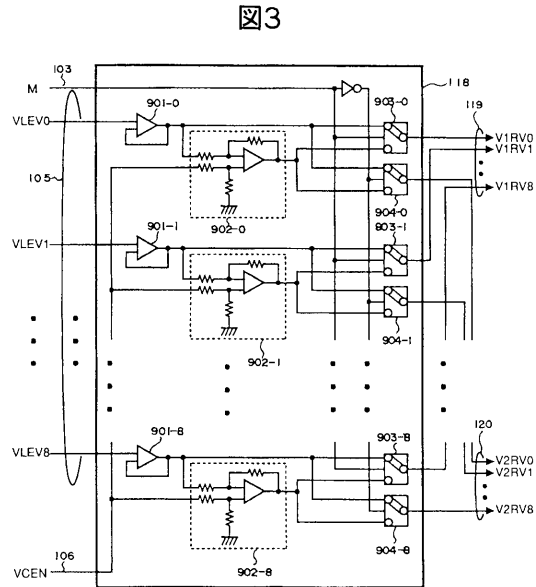 図3
103
M
118
901-0
903-0
119
VLEV0
V1RV0
V1RV1
105
V1RV8
904-0
902-0
901-1
803-1
VLEV1
904-1
902-1
901-8
903-8
120
VLEV8
V2RV0
V2RV1
V2RV8
106
VCEN
902-8
904-8